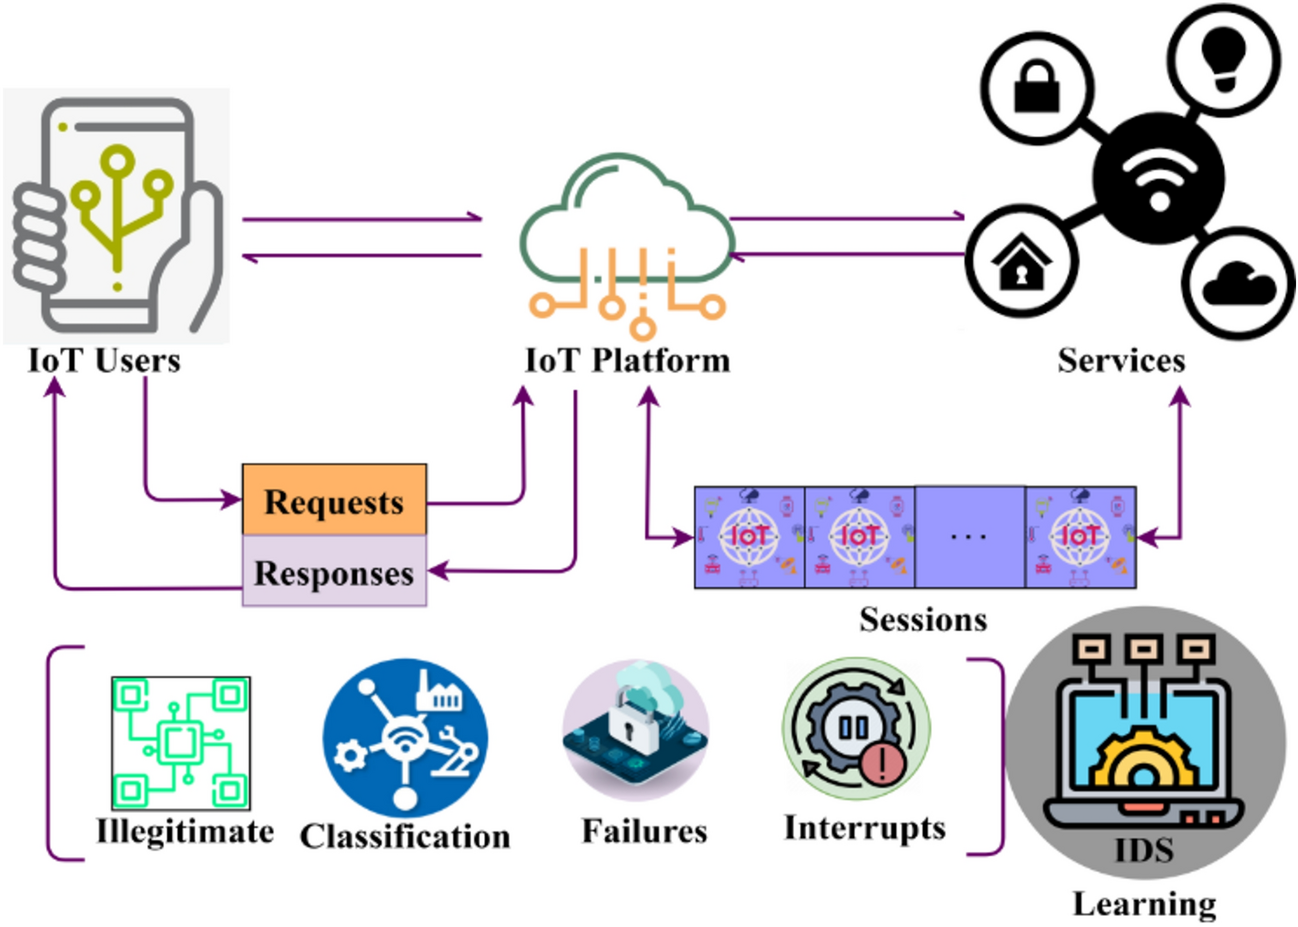 IoT Users
IoT Platform
Services
Requests
Responses
IoT
IoT
...
IoT
Sessions
Illegitimate
Classification
Failures
Interrupts
IDS
Learning